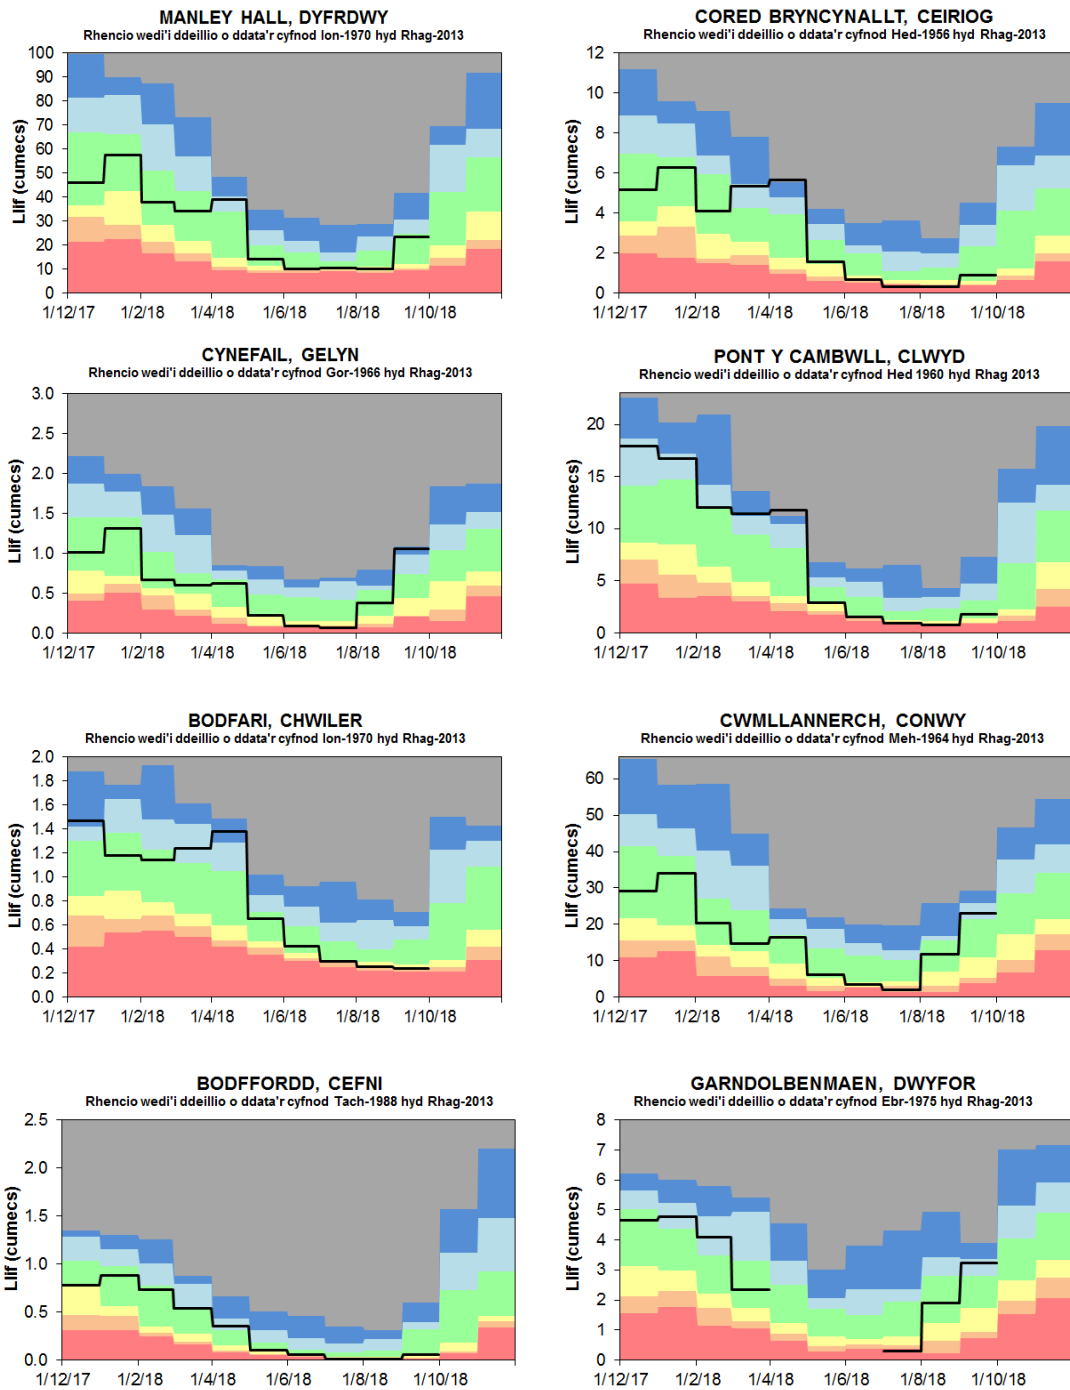 MANLEY HALL, DYFRDWY
Rhencio wedi'i ddeillio o ddata'r cyfnod Ion-1970 hyd Rhag-2013
Llif (cumecs)
100
90
80
70
60
50
40
30
20
10
0
1/12/17 1/2/18 1/4/18 1/6/18 1/8/18 1/10/18
CORED BRYNCYNALLT, CEIRIOG
Rhencio wedi'i ddeillio o ddata'r cyfnod Hed-1956 hyd Rhag-2013
Llif (cumecs)
12
10
8
6
4
2
0
1/12/17 1/2/18 1/4/18 1/6/18 1/8/18 1/10/18
CYNEFAIL, GELYN
Rhencio wedi'i ddeillio o ddata'r cyfnod Gor-1966 hyd Rhag-2013
Llif (cumecs)
3.0
2.5
2.0
1.5
1.0
0.5
0.0
1/12/17 1/2/18 1/4/18 1/6/18 1/8/18 1/10/18
PONT Y CAMBWLL, CLWYD
Rhencio wedi'i ddeillio o ddata'r cyfnod Hed 1960 hyd Rhag 2013
Llif (cumecs)
20
15
10
5
0
1/12/17 1/2/18 1/4/18 1/6/18 1/8/18 1/10/18
BODFARI, CHWILER
Rhencio wedi'i ddeillio o ddata'r cyfnod Ion-1970 hyd Rhag-2013
Llif (cumecs)
2.0
1.8
1.6
1.4
1.2
1.0
0.8
0.6
0.4
0.2
0.0
1/12/17 1/2/18 1/4/18 1/6/18 1/8/18 1/10/18
CWMLLANNERCH, CONWY
Rhencio wedi'i ddeillio o ddata'r cyfnod Meh-1964 hyd Rhag-2013
Llif (cumecs)
60
50
40
30
20
10
0
1/12/17 1/2/18 1/4/18 1/6/18 1/8/18 1/10/18
BODFFORDD, CEFNI
Rhencio wedi'i ddeillio o ddata'r cyfnod Tach-1988 hyd Rhag-2013
Llif (cumecs)
2.5
2.0
1.5
1.0
0.5
0.0
1/12/17 1/2/18 1/4/18 1/6/18 1/8/18 1/10/18
GARNDOLBENMAEN, DWYFOR
Rhencio wedi'i ddeillio o ddata'r cyfnod Ebr-1975 hyd Rhag-2013
Llif (cumecs)
8
7
6
5
4
3
2
1
0
1/12/17 1/2/18 1/4/18 1/6/18 1/8/18 1/10/18